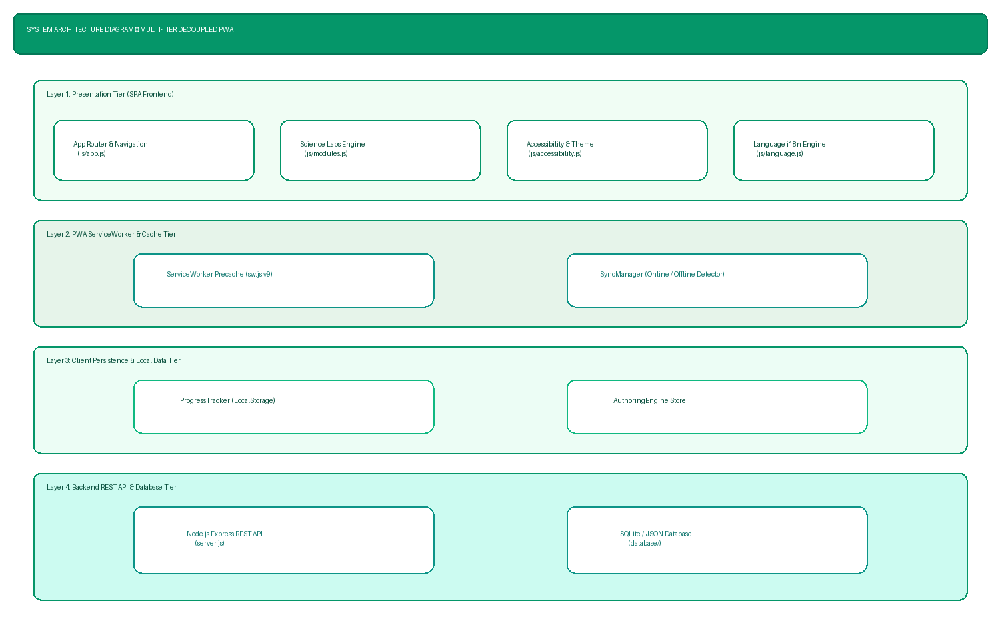 SYSTEM ARCHITECTURE DIAGRAM MULTI-TIER DECOUPLED PWA
Layer 1: Presentation Tier (SPA Frontend)
App Router & Navigation
(js/app.js)
Science Labs Engine
(js/modules.js)
Accessibility & Theme
(js/accessibility.js)
Language i18n Engine
(js/language.js)
Layer 2: PWA ServiceWorker & Cache Tier
ServiceWorker Precache (sw.js v9)
SyncManager (Online / Offline Detector)
Layer 3: Client Persistence & Local Data Tier
ProgressTracker (LocalStorage)
AuthoringEngine Store
Layer 4: Backend REST API & Database Tier
Node.js Express REST API
(server.js)
SQLite / JSON Database
(database/)